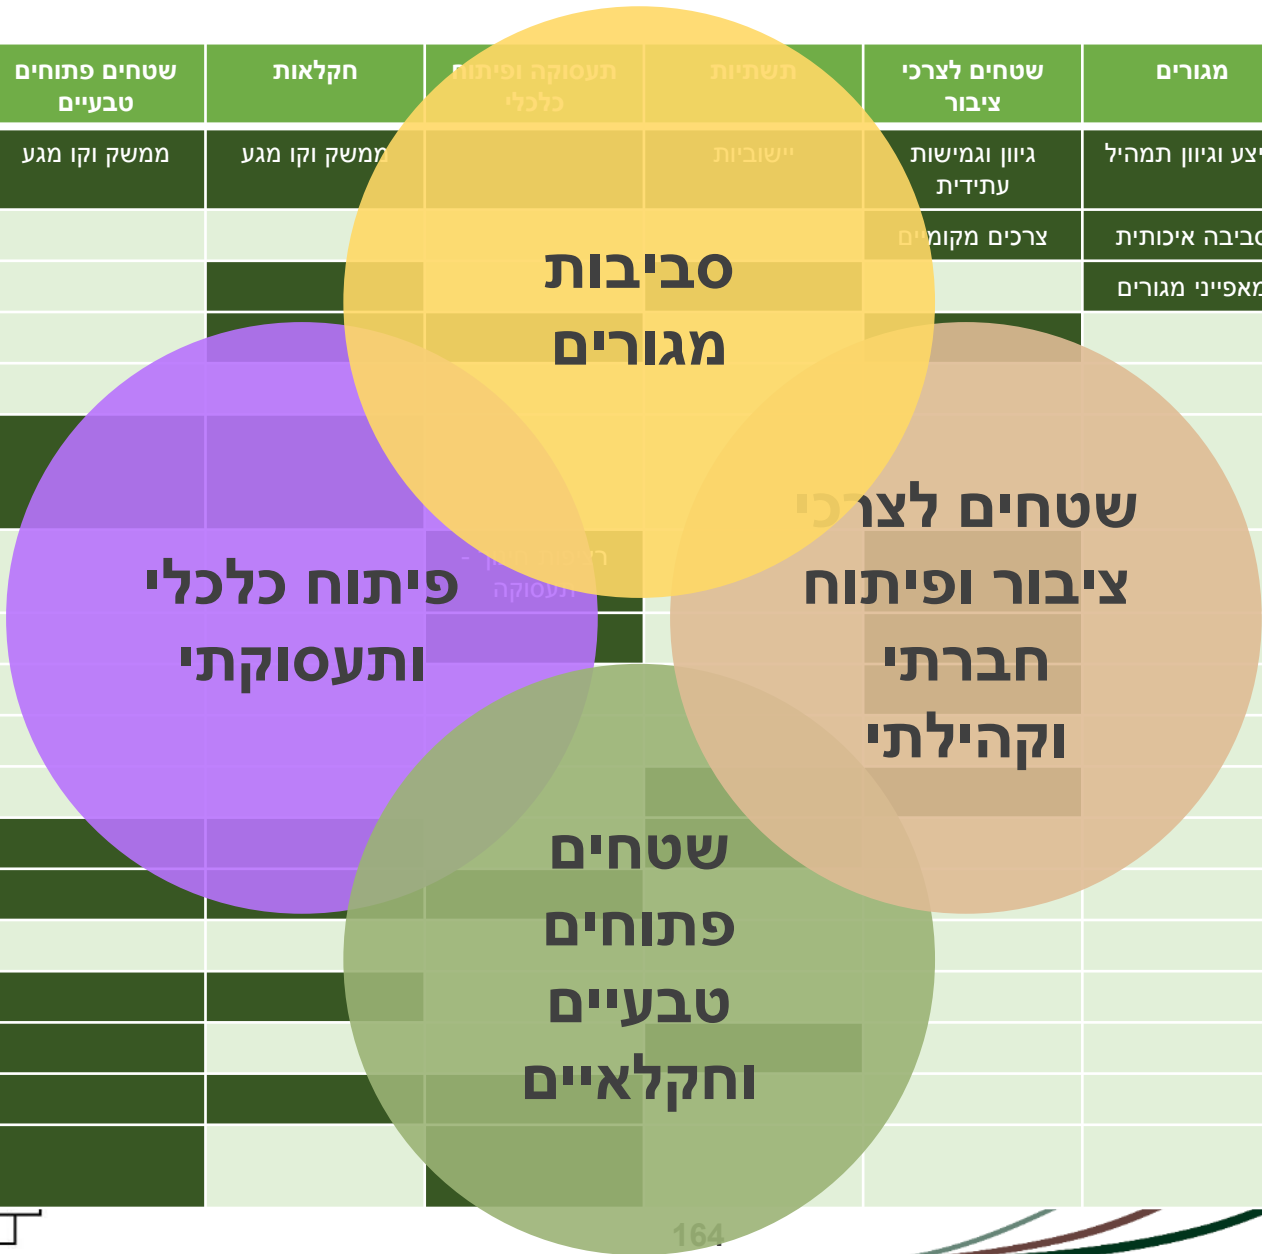 מגורים
שטחים לצרכי
ציבור
תשתיות
תעסוקה ופיתוח
כלכלי
חקלאות
שטחים פתוחים
טבעיים
וגיוון תמהיל
גיוון וגמישות
עתידית
יישוביות
ממשק וקו מגע
ממשק וקו מגע
סביבה איכותית
צרכים מקומיים
מאפייני מגורים
תעסוקה
סביבות
מגורים
שטחים לצרכי
ציבור ופיתוח
חברתי
וקהילתי
פיתוח כלכלי
ותעסוקתי
שטחים
פתוחים
טבעיים
וחקלאיים
164